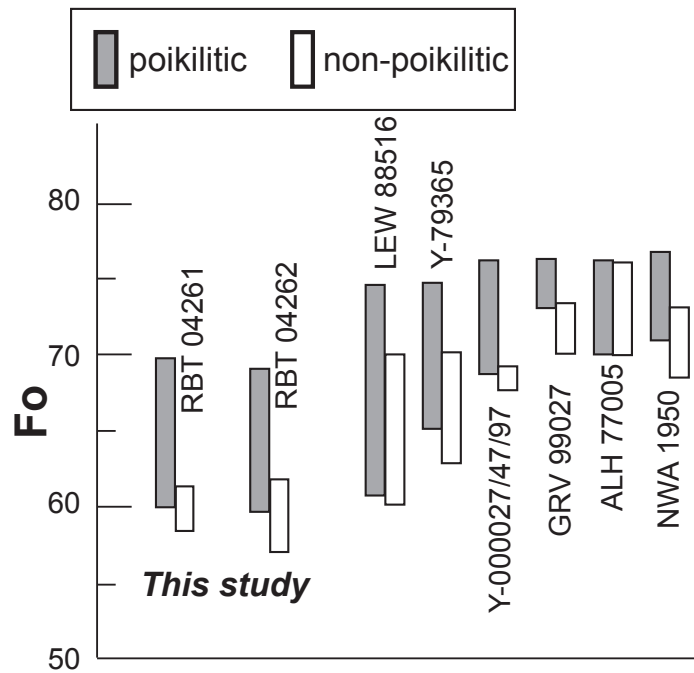 poikilitic
non-poikilitic
Fo
80
70
60
50
RBT 04261
RBT 04262
This study
LEW 88516
Y-79365
Y-000027/47/97
GRV 99027
ALH 77005
NWA 1950